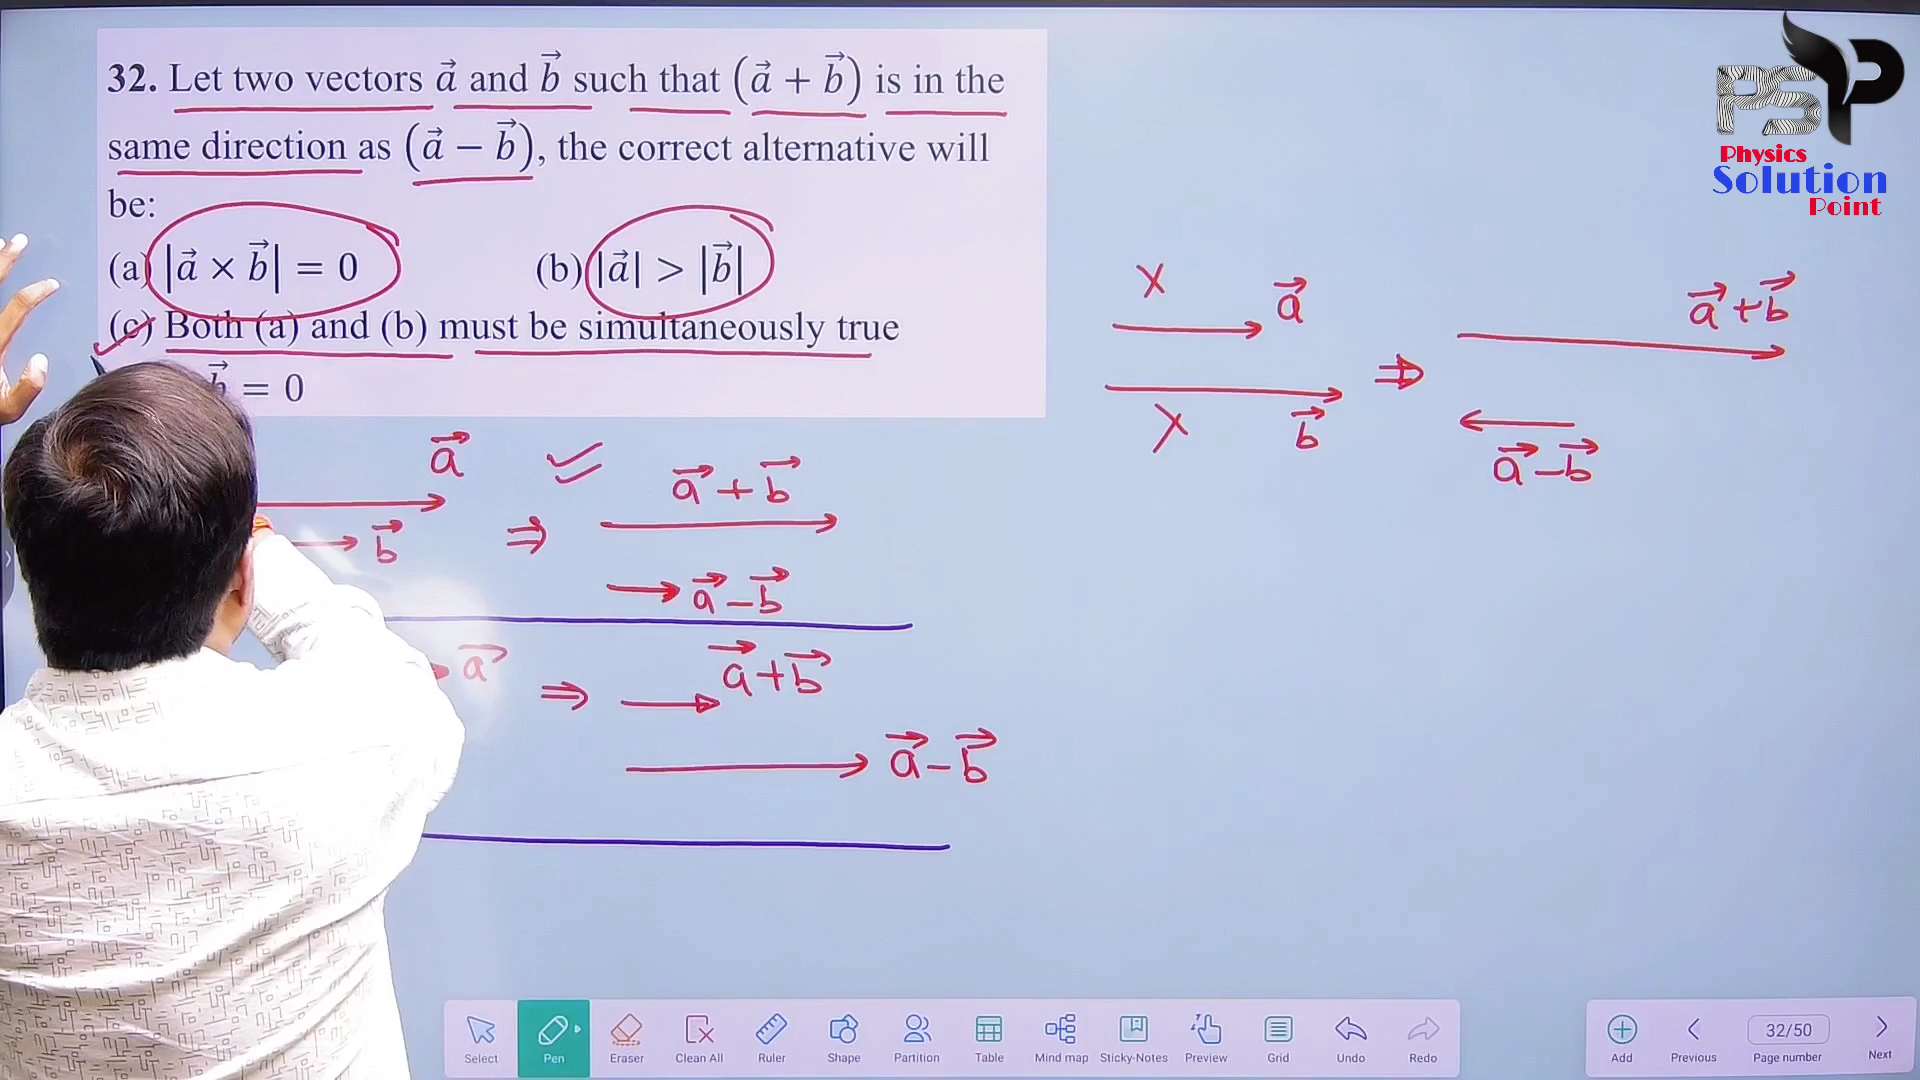 32. Let two vectors a⃗ and b⃗ such that (a⃗ + b⃗) is in the
same direction as (a⃗ − b⃗), the correct alternative will
be:
(a) |a⃗ × b⃗| = 0 (b) |a⃗| > |b⃗|
(c) Both (a) and (b) must be simultaneously true
b⃗ = 0
a⃗
b⃗
⇒
a⃗ + b⃗
a⃗ − b⃗
a⃗
⇒
a⃗ + b⃗
a⃗ − b⃗
X
a⃗
X
b⃗
⇒
a⃗ + b⃗
a⃗ − b⃗
PSP
Physics
Solution
Point
Select
Pen
Eraser
Clean All
Ruler
Shape
Partition
Table
Mind map
Sticky-Notes
Preview
Grid
Undo
Redo
Add
Previous
32/50
Page number
Next